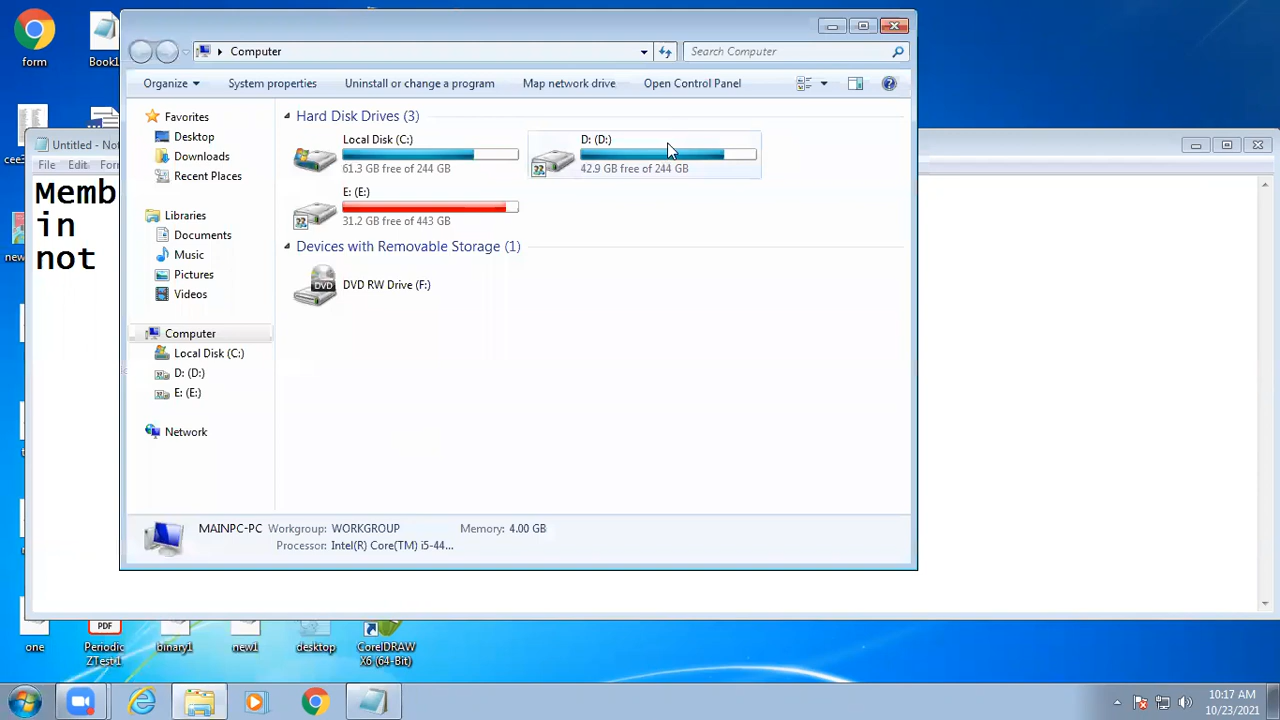 form
Book1
Computer
Search Computer
Organize
System properties
Uninstall or change a program
Map network drive
Open Control Panel
Favorites
Desktop
Downloads
Recent Places
Libraries
Documents
Music
Pictures
Videos
Computer
Local Disk (C:)
D: (D:)
E: (E:)
Network
Hard Disk Drives (3)
Local Disk (C:)
61.3 GB free of 244 GB
D: (D:)
42.9 GB free of 244 GB
E: (E:)
31.2 GB free of 443 GB
Devices with Removable Storage (1)
DVD
DVD RW Drive (F:)
MAINPC-PC
Workgroup: WORKGROUP
Memory: 4.00 GB
Processor: Intel(R) Core(TM) i5-44...
Untitled - Not
File
Edit
For
Memb
in
not
cee3
new
one
PDF
Periodic
ZTest1
binary1
new1
desktop
CorelDRAW
X6 (64-Bit)
10:17 AM
10/23/2021